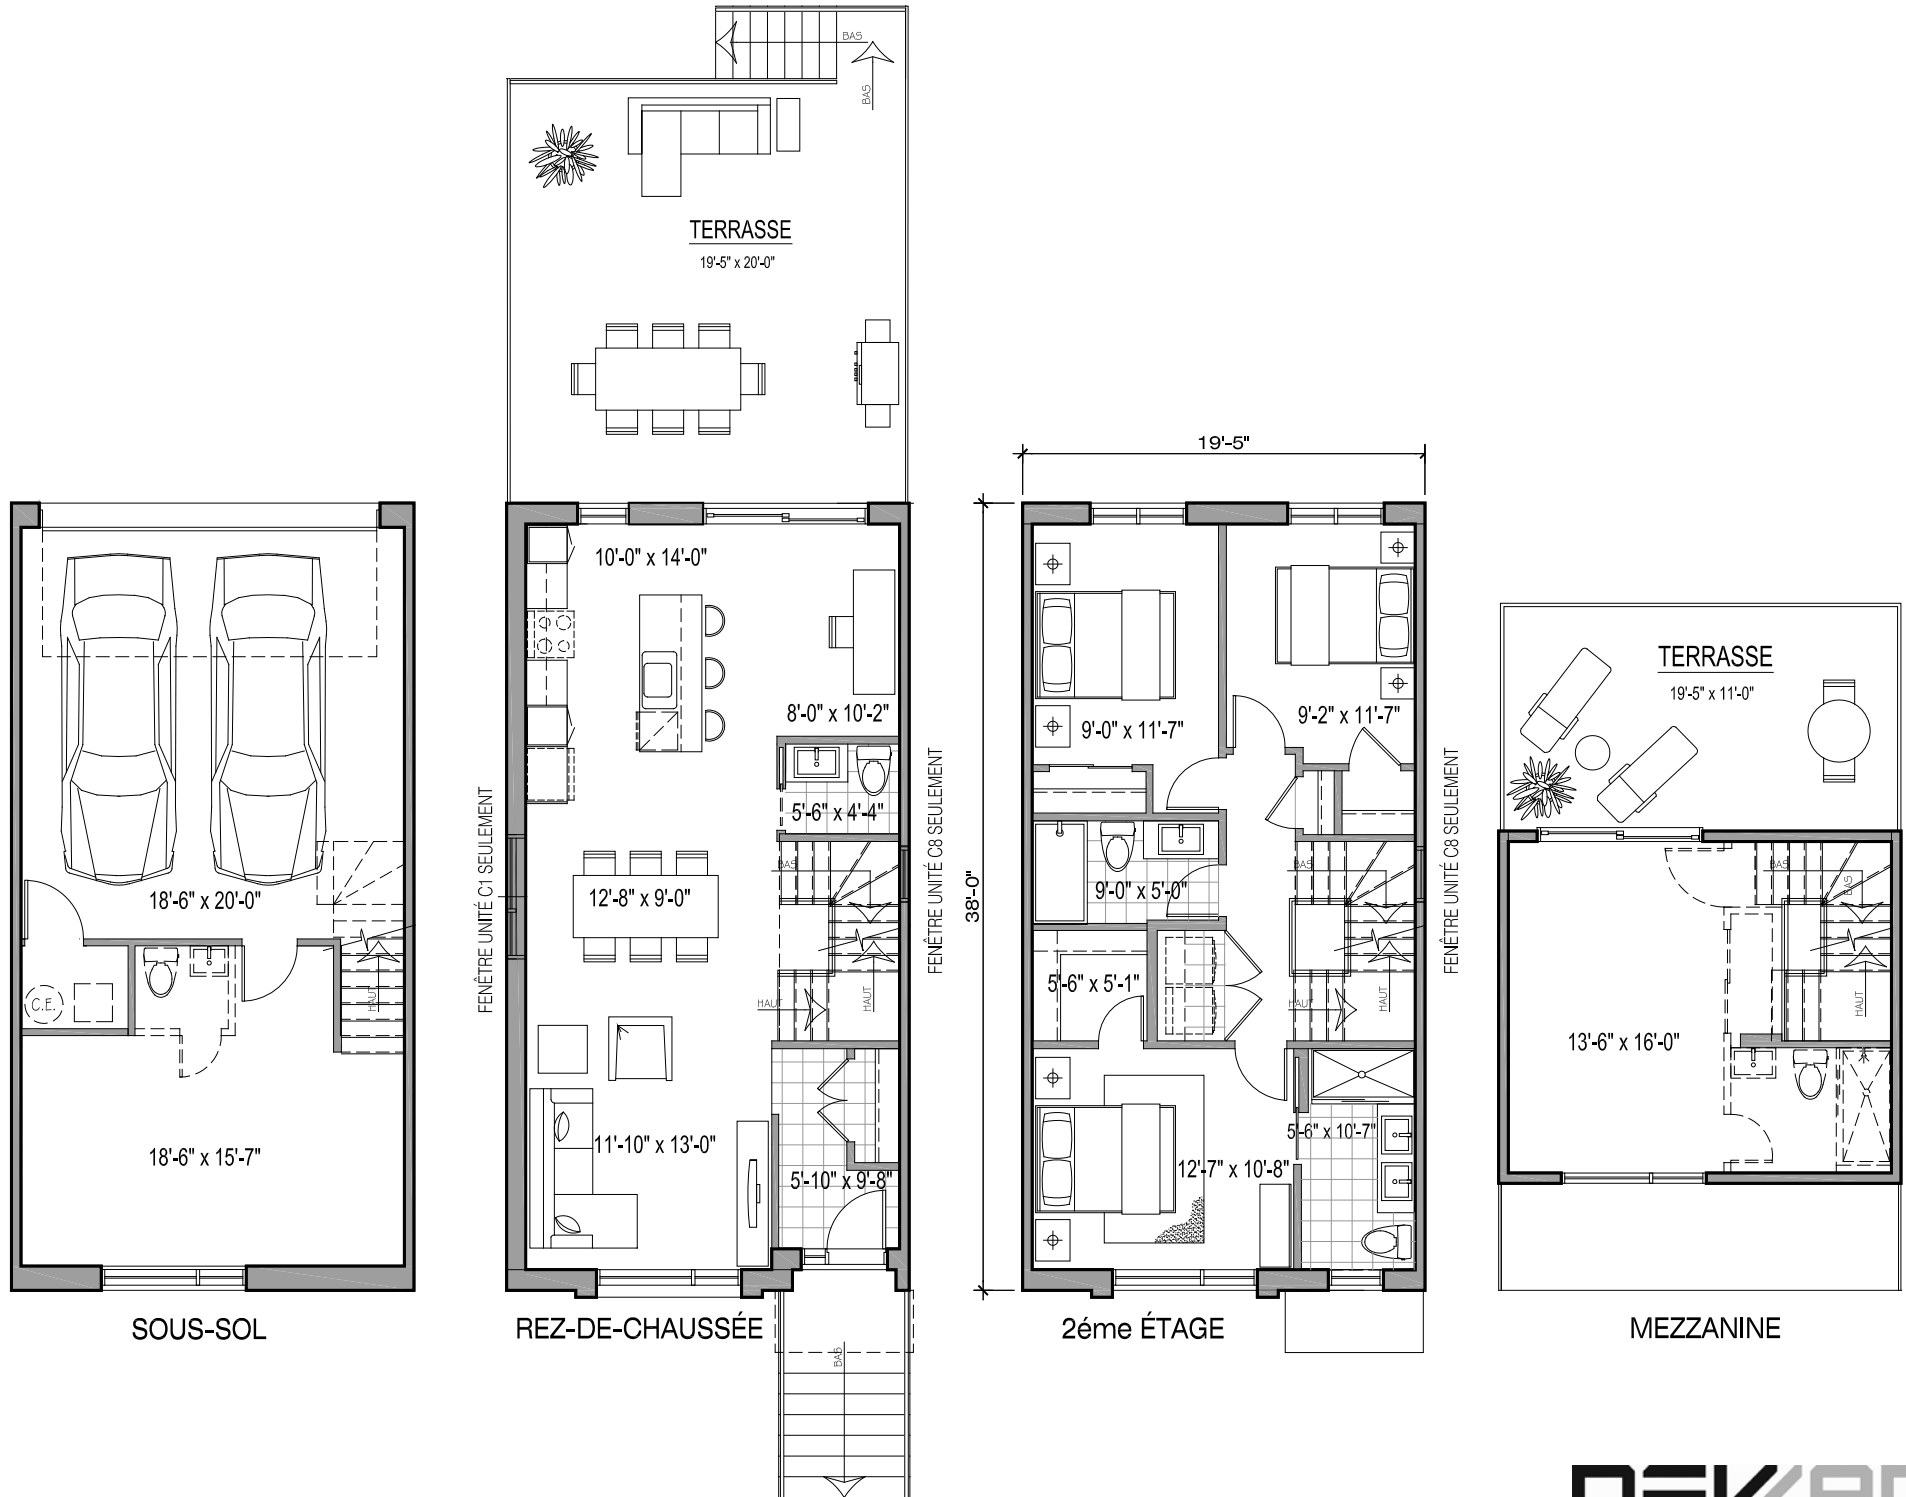 18'-6" x 20'-0"
C.E.
HAUT
18'-6" x 15'-7"
SOUS-SOL
BAS
BAS
TERRASSE
19'-5" x 20'-0"
10'-0" x 14'-0"
8'-0" x 10'-2"
5'-6" x 4'-4"
FENÊTRE UNITÉ C1 SEULEMENT
FENÊTRE UNITÉ C8 SEULEMENT
BAS
12'-8" x 9'-0"
HAUT
HAUT
11'-10" x 13'-0"
5'-10" x 9'-8"
REZ-DE-CHAUSSÉE
BAS
19'-5"
38'-0"
9'-0" x 11'-7"
9'-2" x 11'-7"
FENÊTRE UNITÉ C8 SEULEMENT
BAS
9'-0" x 5'-0"
5'-6" x 5'-1"
HAUT
HAUT
5'-6" x 10'-7"
12'-7" x 10'-8"
2éme ÉTAGE
TERRASSE
19'-5" x 11'-0"
BAS
BAS
HAUT
13'-6" x 16'-0"
MEZZANINE